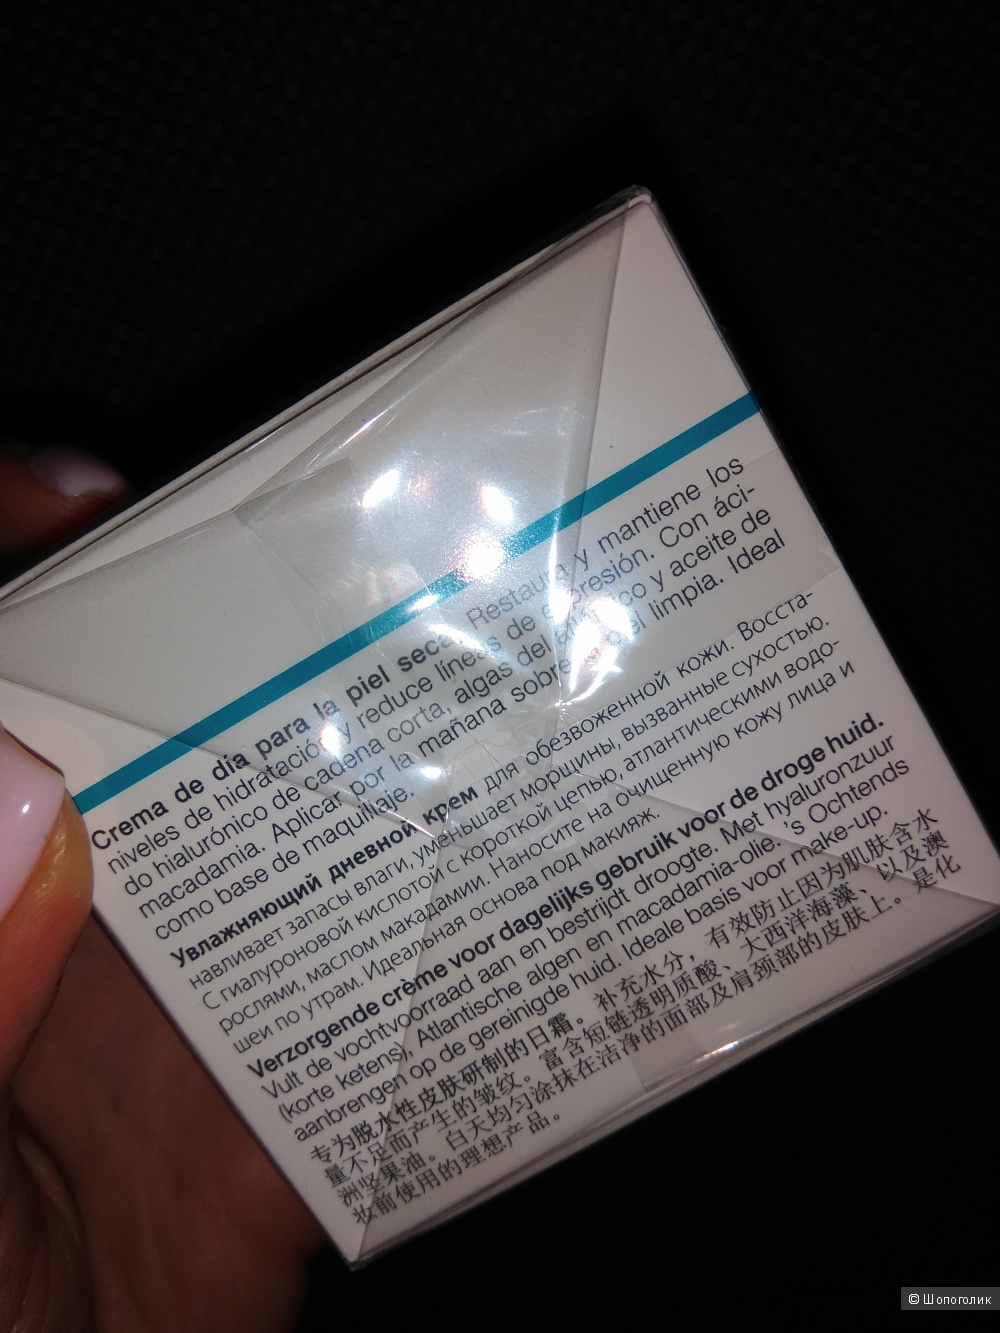 Crema de día para la piel seca. Restaura y mantiene los
niveles de hidratación y reduce líneas de expresión. Con áci-
do hialurónico de cadena corta, algas del atlántico y aceite de
macadamia. Aplicar por la mañana sobre piel limpia. Ideal
como base de maquillaje.
Увлажняющий дневной крем для обезвоженной кожи. Восста-
навливает запасы влаги, уменьшает морщины, вызванные сухостью.
С гиалуроновой кислотой с короткой цепью, атлантическими водо-
рослями, маслом макадамии. Наносите на очищенную кожу лица и
шеи по утрам. Идеальная основа под макияж.
Verzorgende crème voor dagelijks gebruik voor de droge huid.
Vult de vochtvoorraad aan en bestrijdt droogte. Met hyaluronzuur
(korte ketens), Atlantische algen en macadamia-olie. 's Ochtends
aanbrengen op de gereinigde huid. Ideale basis voor make-up.
专为脱水性皮肤研制的日霜。补充水分，有效防止因为肌肤含水
量不足而产生的皱纹。富含短链透明质酸、大西洋海藻、以及澳
洲坚果油。白天均匀涂抹在洁净的面部及肩颈部的皮肤上。是化
妆前使用的理想产品。
© Шопоголик